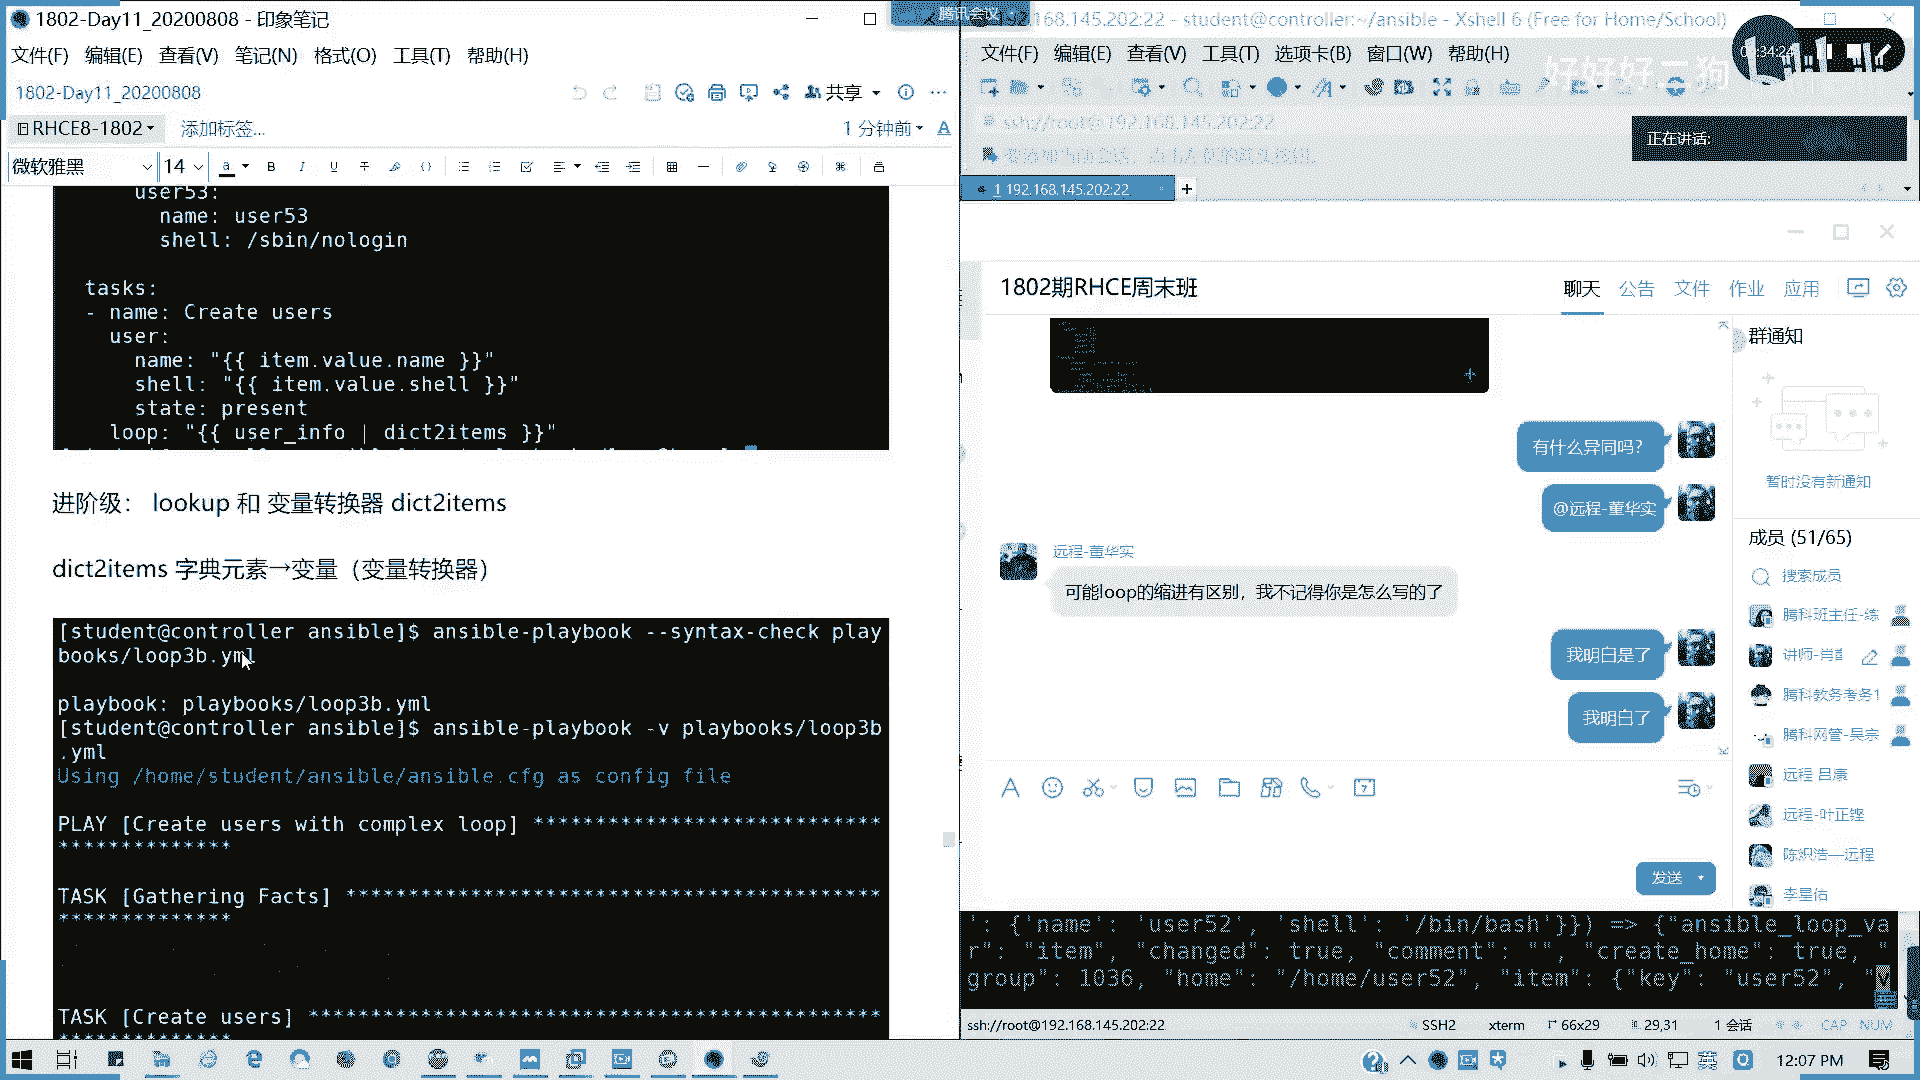 1802-Day11_20200808 - 印象笔记
文件(F) 编辑(E) 查看(V) 笔记(N) 格式(O) 工具(T) 帮助(H)
1802-Day11_20200808
共享
RHCE8-1802
添加标签...
1 分钟前
微软雅黑
14
user53:
name: user53
shell: /sbin/nologin
tasks:
- name: Create users
user:
name: "{{ item.value.name }}"
shell: "{{ item.value.shell }}"
state: present
loop: "{{ user_info | dict2items }}"
进阶级： lookup 和 变量转换器 dict2items
dict2items 字典元素→变量（变量转换器）
[student@controller ansible]$ ansible-playbook --syntax-check play
books/loop3b.yml
playbook: playbooks/loop3b.yml
[student@controller ansible]$ ansible-playbook -v playbooks/loop3b
.yml
Using /home/student/ansible/ansible.cfg as config file
PLAY [Create users with complex loop] ****************************
**************
TASK [Gathering Facts] *******************************************
**************
TASK [Create users] **********************************************
**************
腾讯会议
168.145.202:22 - student@controller:~/ansible - Xshell 6 (Free for Home/School)
文件(F) 编辑(E) 查看(V) 工具(T) 选项卡(B) 窗口(W) 帮助(H)
好好好二狗
ssh://root@192.168.145.202:22
正在讲话:
1 192.168.145.202:22
1802期RHCE周末班
聊天 公告 文件 作业 应用
有什么异同吗?
@远程-董华实
远程-董华实
可能loop的缩进有区别，我不记得你是怎么写的了
我明白是了
我明白了
发送
群通知
暂时没有新通知
成员 (51/65)
搜索成员
腾科班主任-练
讲师-肖
腾科教务考务1
腾科网管-吴宗
远程 吕濂
远程-叶正铿
陈炽浩—远程
李星佑
': {'name': 'user52', 'shell': '/bin/bash'}}) => {"ansible_loop_va
r": "item", "changed": true, "comment": "", "create_home": true, "
group": 1036, "home": "/home/user52", "item": {"key": "user52", "v
ssh://root@192.168.145.202:22
SSH2
xterm
66x29
29,31
1 会话
CAP NUM
英
12:07 PM